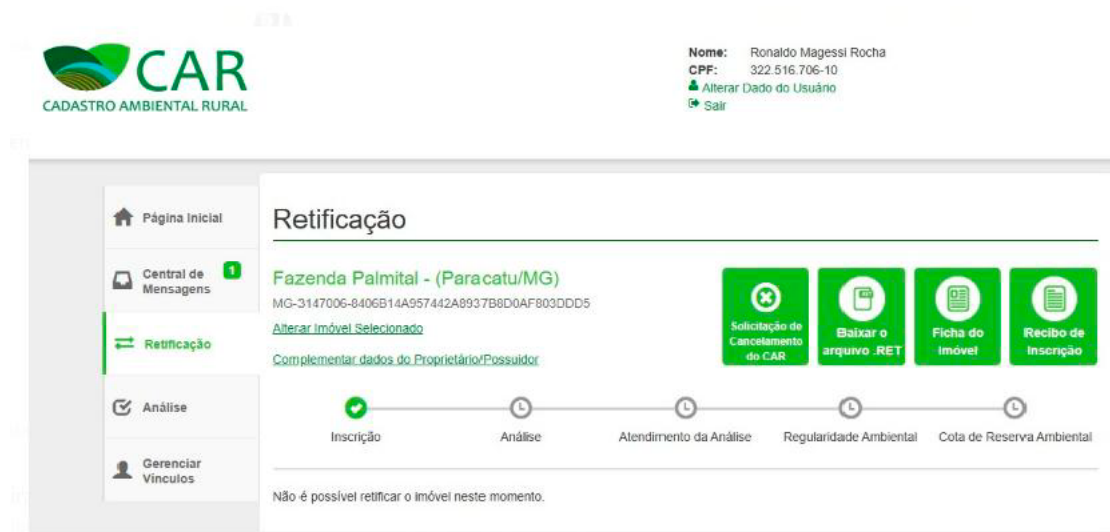 CAR
CADASTRO AMBIENTAL RURAL
Nome: Ronaldo Magessi Rocha
CPF: 322.516.706-10
Alterar Dado do Usuário
Sair
Página Inicial
Central de Mensagens 1
Retificação
Análise
Gerenciar Vínculos
Retificação
Fazenda Palmital - (Paracatu/MG)
MG-3147006-8406B14A957442A8937B8D0AF803DDD5
Alterar Imóvel Selecionado
Complementar dados do Proprietário/Possuidor
Solicitação de
Cancelamento
do CAR
Baixar o
arquivo .RET
Ficha do
Imóvel
Recibo de
Inscrição
Inscrição
Análise
Atendimento da Análise
Regularidade Ambiental
Cota de Reserva Ambiental
Não é possível retificar o imóvel neste momento.